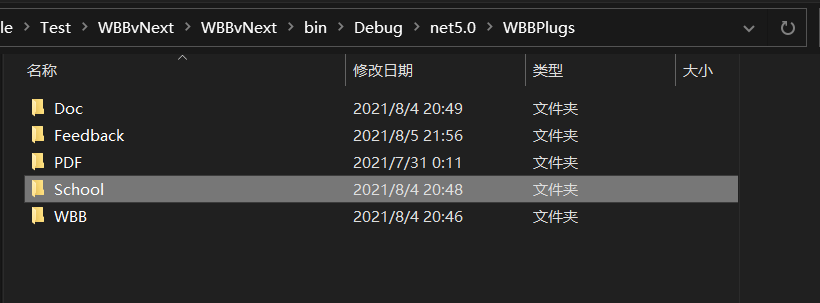 le > Test > WBBvNext > WBBvNext > bin > Debug > net5.0 > WBBPlugs
名称 修改日期 类型 大小
Doc 2021/8/4 20:49 文件夹
Feedback 2021/8/5 21:56 文件夹
PDF 2021/7/31 0:11 文件夹
School 2021/8/4 20:48 文件夹
WBB 2021/8/4 20:46 文件夹